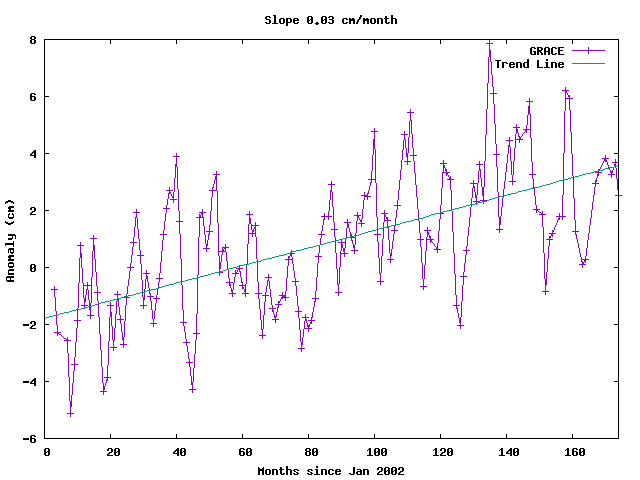 Slope 0.03 cm/month
GRACE
Trend Line
8
6
4
2
0
-2
-4
-6
Anomaly (cm)
0 20 40 60 80 100 120 140 160
Months since Jan 2002